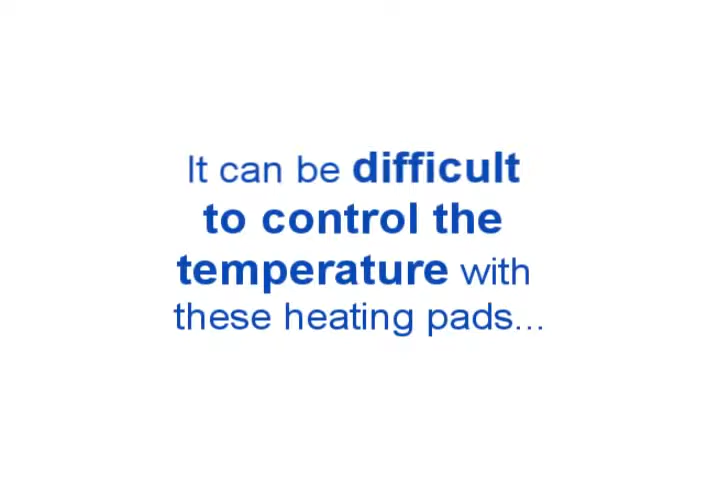 It can be difficult
to control the
temperature with
these heating pads...